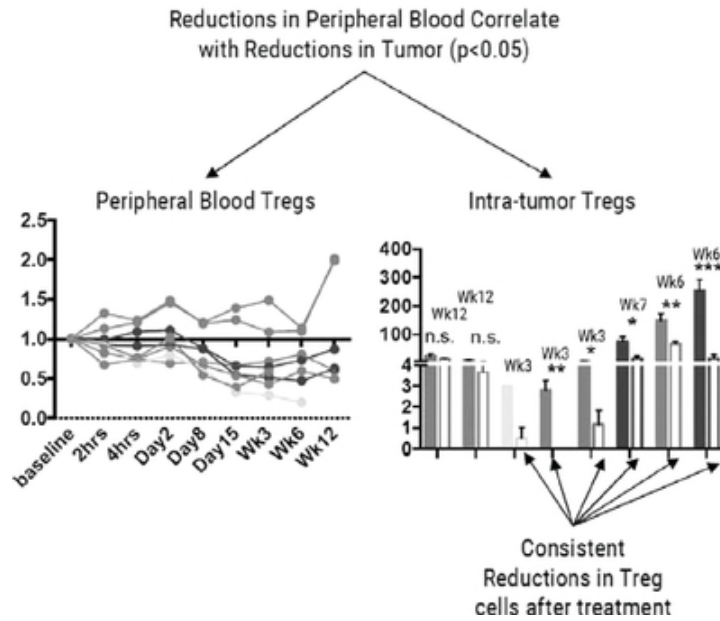 Reductions in Peripheral Blood Correlate
with Reductions in Tumor (p<0.05)
Peripheral Blood Tregs
2.5
2.0
1.5
1.0
0.5
0.0
baseline
2hrs
4hrs
Day2
Day8
Day15
Wk3
Wk6
Wk12
Intra-tumor Tregs
400
300
200
100
4
3
2
1
0
Wk12
n.s.
Wk12
n.s.
Wk3
Wk3
**
Wk3
*
Wk7
*
Wk6
**
Wk6
***
Consistent
Reductions in Treg
cells after treatment